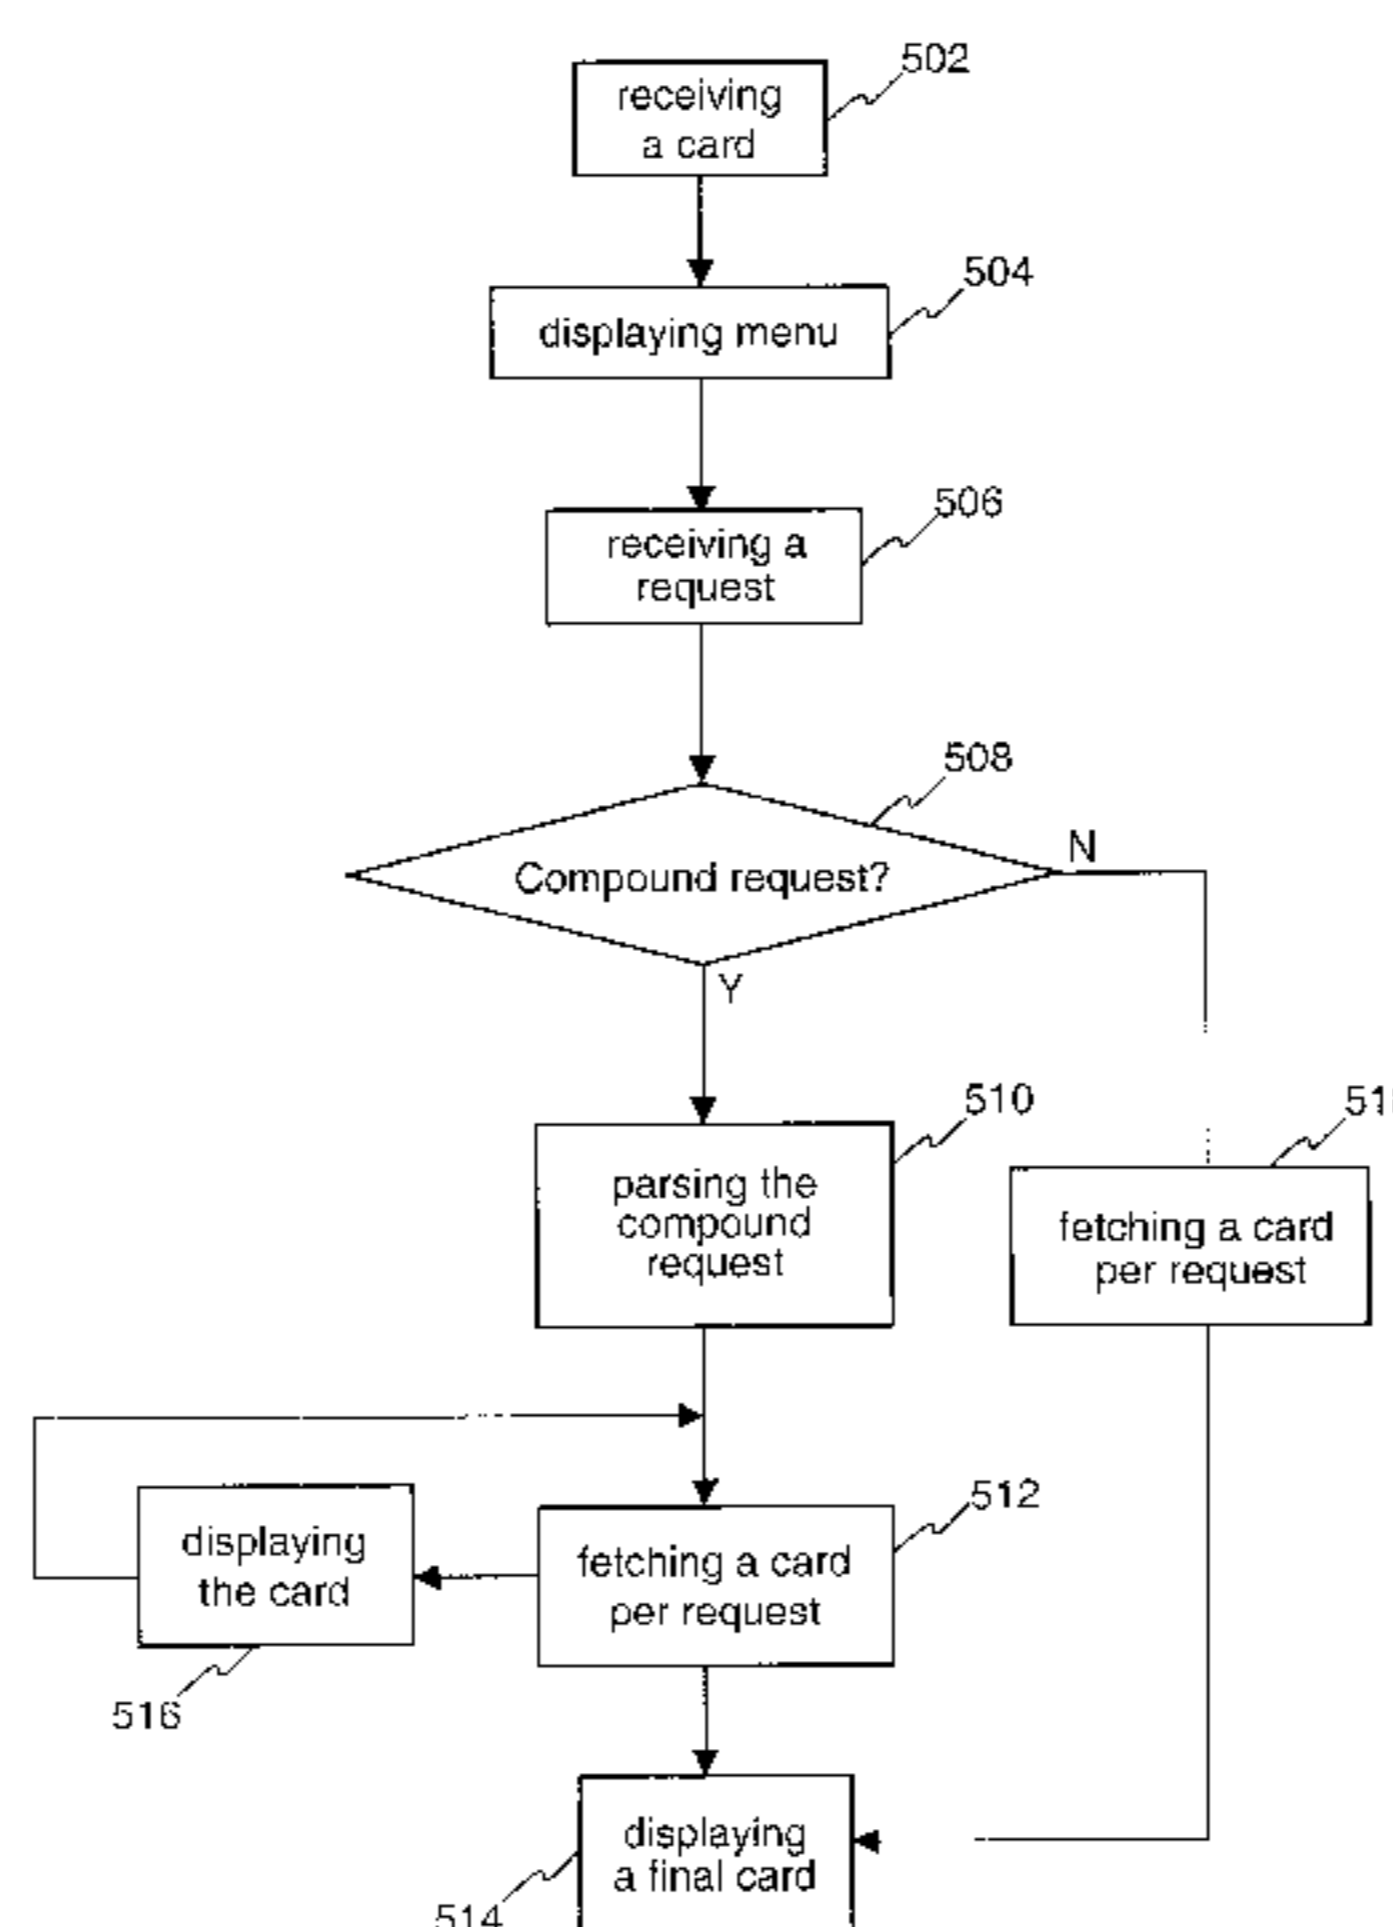 502
receiving
a card
504
displaying menu
506
receiving a
request
508
Compound request?
N
Y
510
parsing the
compound
request
fetching a card
per request
512
displaying
the card
fetching a card
per request
516
displaying
a final card
514